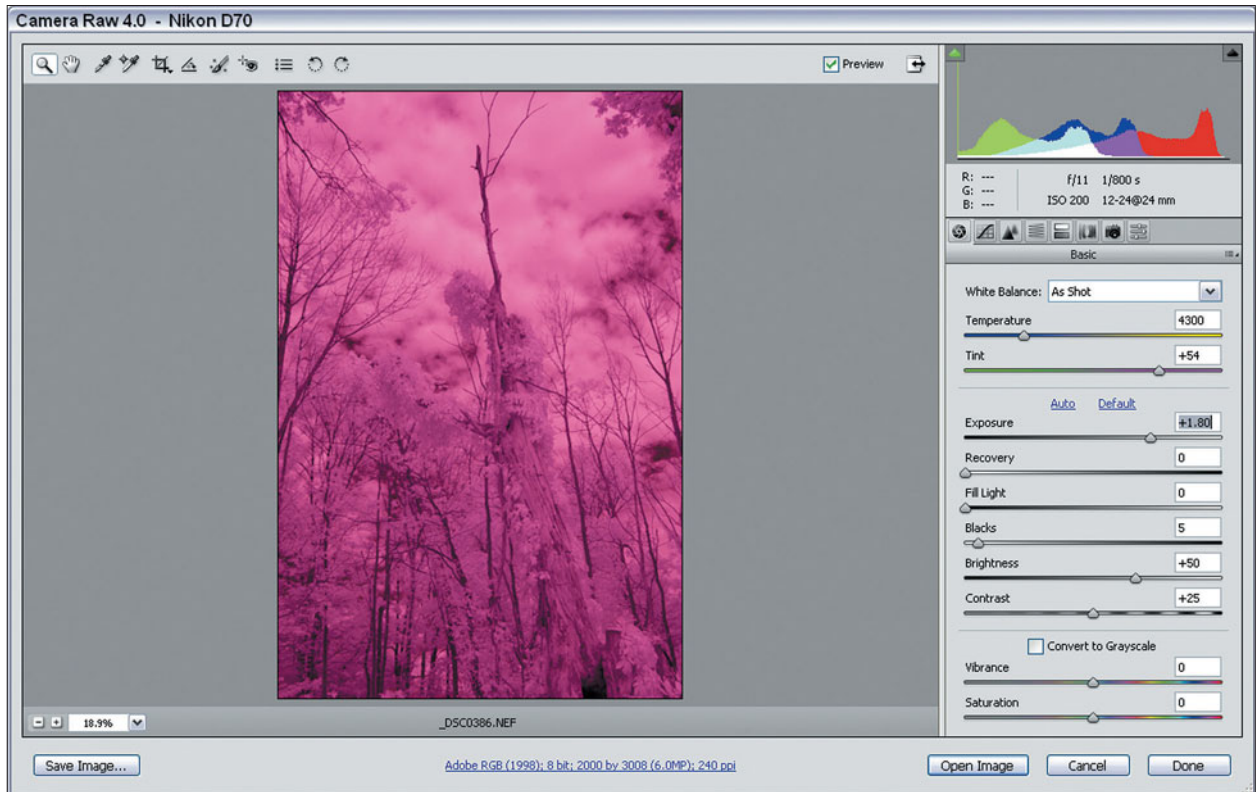 Camera Raw 4.0 - Nikon D70
Preview
R: ---
G: ---
B: ---
f/11 1/800 s
ISO 200 12-24@24 mm
Basic
White Balance: As Shot
Temperature 4300
Tint +54
Auto Default
Exposure +1.80
Recovery 0
Fill Light 0
Blacks 5
Brightness +50
Contrast +25
Convert to Grayscale
Vibrance 0
Saturation 0
18.9%
_DSC0386.NEF
Save Image...
Adobe RGB (1998); 8 bit; 2000 by 3008 (6.0MP); 240 ppi
Open Image
Cancel
Done